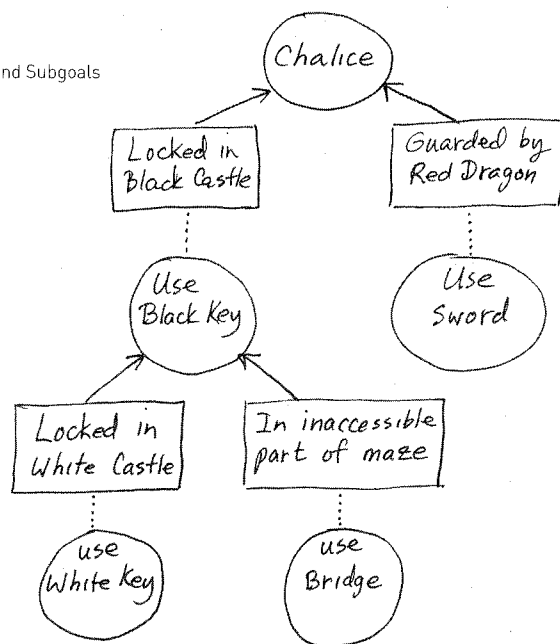 nd Subgoals
Chalice
Locked in
Black Castle
Guarded by
Red Dragon
Use
Black Key
Use
Sword
Locked in
White Castle
In inaccessible
part of maze
use
White Key
use
Bridge